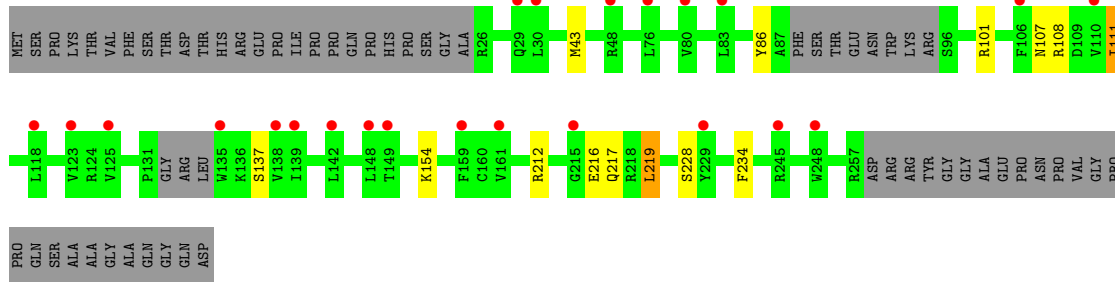 MET SER PRO LYS THR VAL PHE SER THR ASP THR HIS ARG GLU PRO ILE PRO PRO GLN PRO HIS PRO SER GLY ALA R26 Q29 L30 M43 R48 L76 V80 L83 Y86 A87 PHE SER THR GLU ASN TRP LYS ARG S96 R101 F106 N107 R108 D109 V110
L118 V123 R124 V125 P131 GLY ARG LEU W135 K136 S137 V138 I139 L142 L148 T149 K154 F159 C160 V161 R212 G215 E216 Q217 R218 L219 S228 Y229 F234 R245 W248 R257 ASP ARG ARG TYR GLY GLY ALA GLU PRO ASN PRO VAL GLY PRO
PRO GLN SER ALA ALA GLY ALA GLN GLY GLN ASP